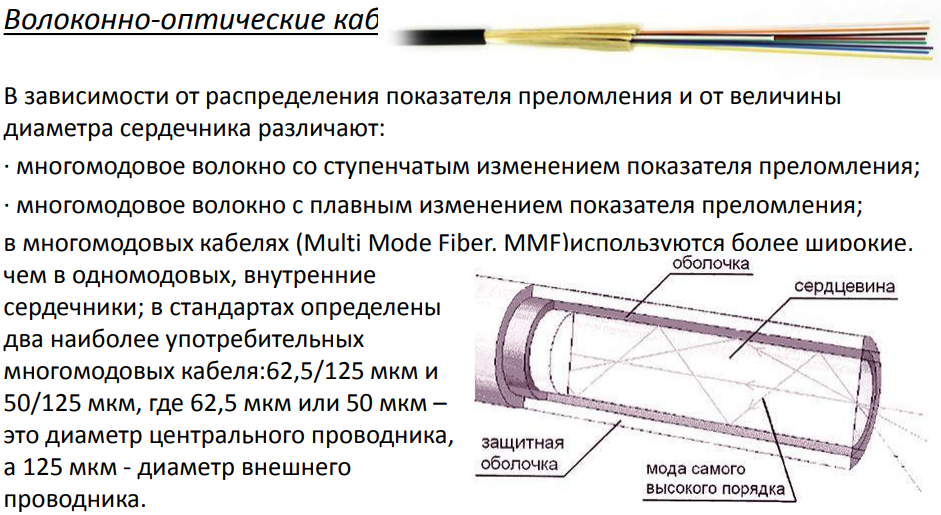 Волоконно-оптические каб
В зависимости от распределения показателя преломления и от величины
диаметра сердечника различают:
· многомодовое волокно со ступенчатым изменением показателя преломления;
· многомодовое волокно с плавным изменением показателя преломления;
в многомодовых кабелях (Multi Mode Fiber, MMF)используются более широкие,
чем в одномодовых, внутренние
сердечники; в стандартах определены
два наиболее употребительных
многомодовых кабеля:62,5/125 мкм и
50/125 мкм, где 62,5 мкм или 50 мкм –
это диаметр центрального проводника,
а 125 мкм - диаметр внешнего
проводника.
оболочка
сердцевина
защитная
оболочка
мода самого
высокого порядка